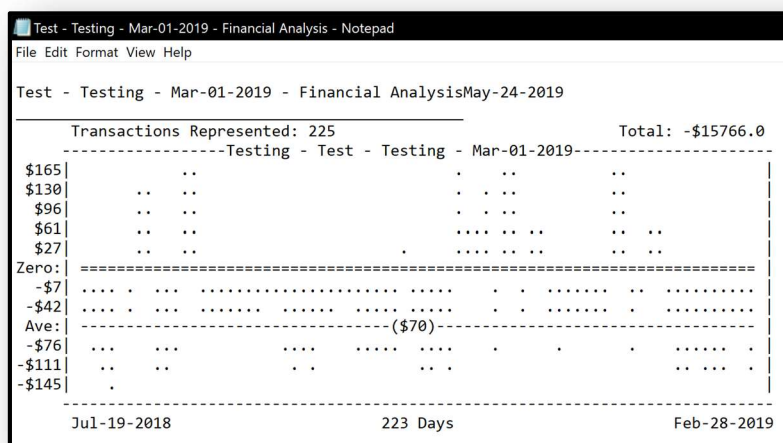 Test - Testing - Mar-01-2019 - Financial Analysis - Notepad
File Edit Format View Help
Test - Testing - Mar-01-2019 - Financial AnalysisMay-24-2019
Transactions Represented: 225 Total: -$15766.0
------------------Testing - Test - Testing - Mar-01-2019----------------------
$165| .. . .. .. |
$130| .. .. . . .. .. |
$96| .. .. . . .. .. |
$61| .. .. .... .. .. .. .. |
$27| .. .. . .... .. .. .. .. |
Zero:| ========================================================================== |
-$7| .... . ... ...................... ..... . . ....... .. .......... |
-$42| .... . ... ....... ...... ..... ..... . . ....... . .......... |
Ave:| ----------------------------------($70)----------------------------------- |
-$76| ... ... .... ..... .... . . . ...... . |
-$111| .. .. . . .. . .. ... . |
-$145| . |
------------------------------------------------------------------------------
Jul-19-2018 223 Days Feb-28-2019